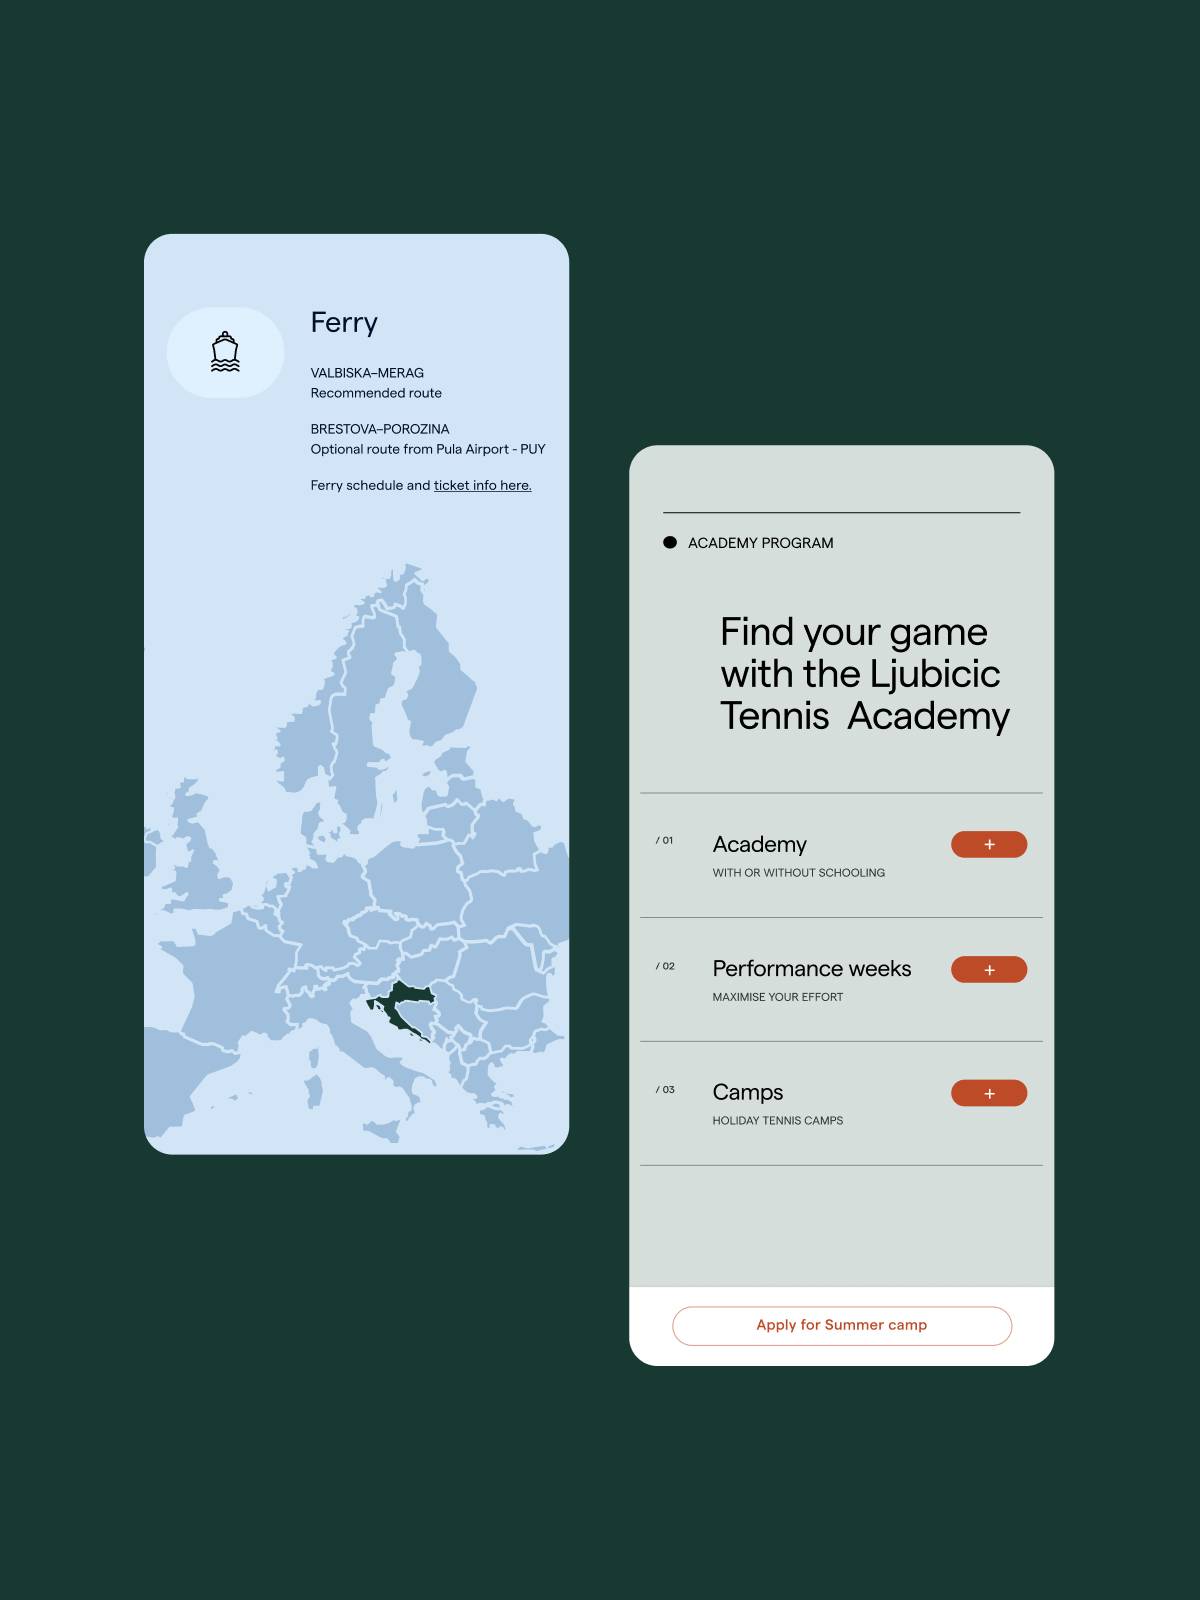 Ferry
VALBISKA–MERAG
Recommended route
BRESTOVA–POROZINA
Optional route from Pula Airport - PUY
Ferry schedule and ticket info here.
ACADEMY PROGRAM
Find your game
with the Ljubicic
Tennis Academy
/ 01
Academy
WITH OR WITHOUT SCHOOLING
+
/ 02
Performance weeks
MAXIMISE YOUR EFFORT
+
/ 03
Camps
HOLIDAY TENNIS CAMPS
+
Apply for Summer camp